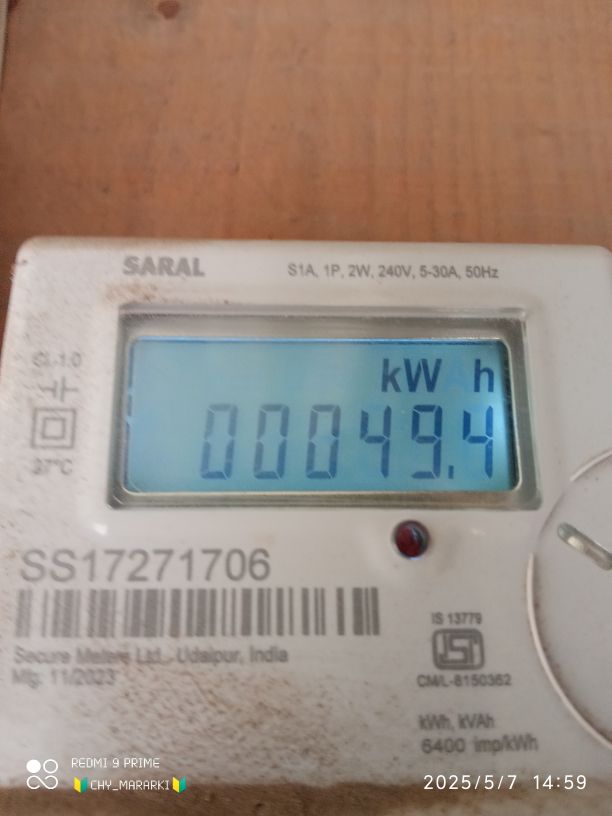 SARAL
S1A, 1P, 2W, 240V, 5-30A, 50Hz
Cl-1.0
kW h
000049.4
27°C
SS17271706
Secure Meters Ltd., Udaipur, India
Mfg: 11/2023
IS 13779
ISI
CM/L-8150362
kWh, kVAh
6400 imp/kWh
REDMI 9 PRIME
🔰CHY_MARARKI🔰
2025/5/7 14:59